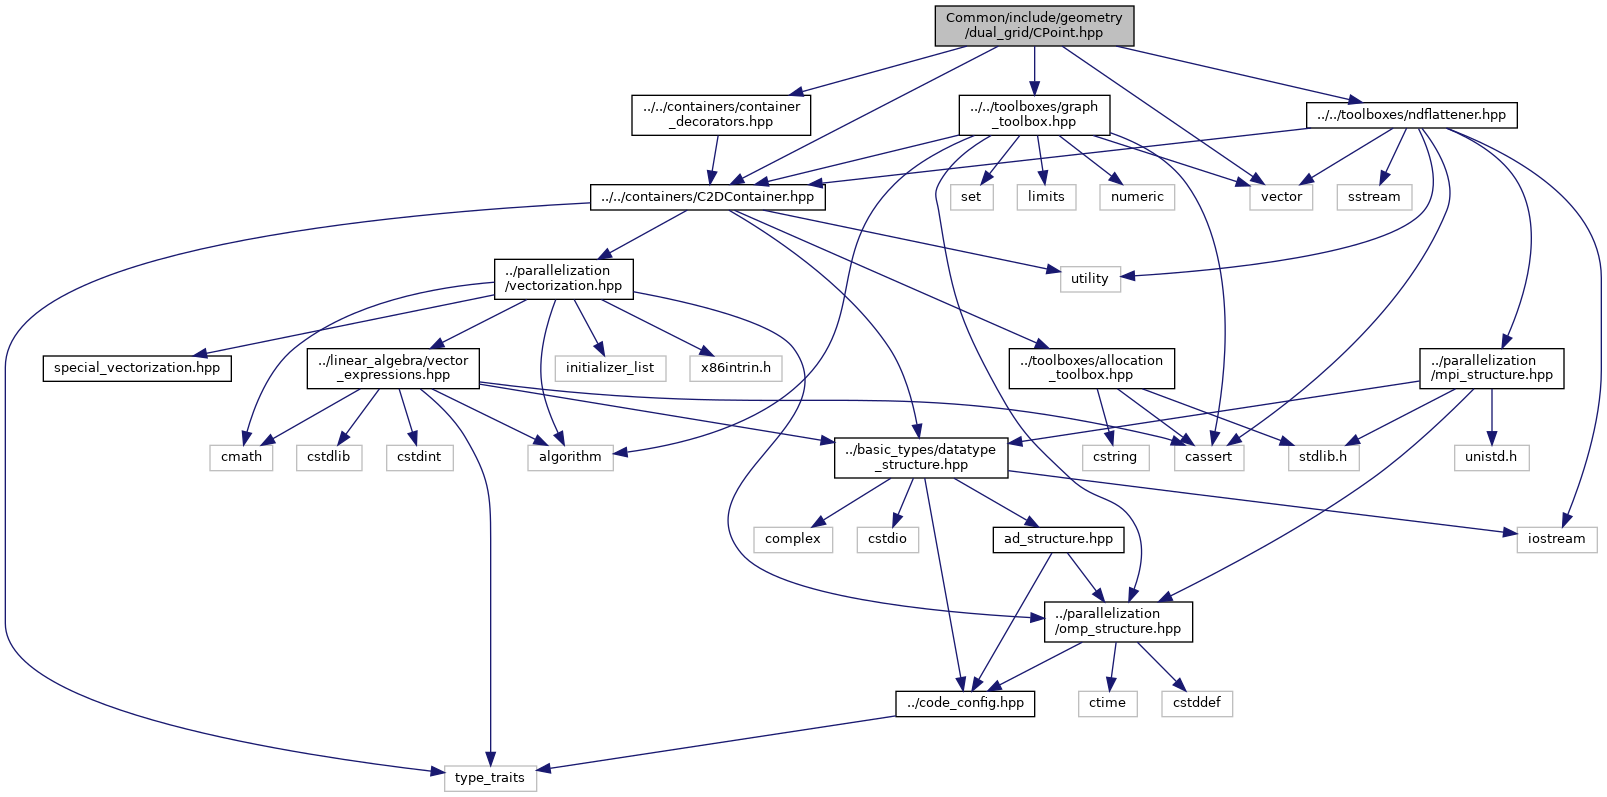 Common/include/geometry
/dual_grid/CPoint.hpp
../../containers/container
_decorators.hpp
../../toolboxes/graph
_toolbox.hpp
../../toolboxes/ndflattener.hpp
../../containers/C2DContainer.hpp
set
limits
numeric
vector
sstream
../parallelization
/vectorization.hpp
utility
special_vectorization.hpp
../linear_algebra/vector
_expressions.hpp
initializer_list
x86intrin.h
../toolboxes/allocation
_toolbox.hpp
../parallelization
/mpi_structure.hpp
cmath
cstdlib
cstdint
algorithm
../basic_types/datatype
_structure.hpp
cstring
cassert
stdlib.h
unistd.h
complex
cstdio
ad_structure.hpp
iostream
../parallelization
/omp_structure.hpp
../code_config.hpp
ctime
cstddef
type_traits